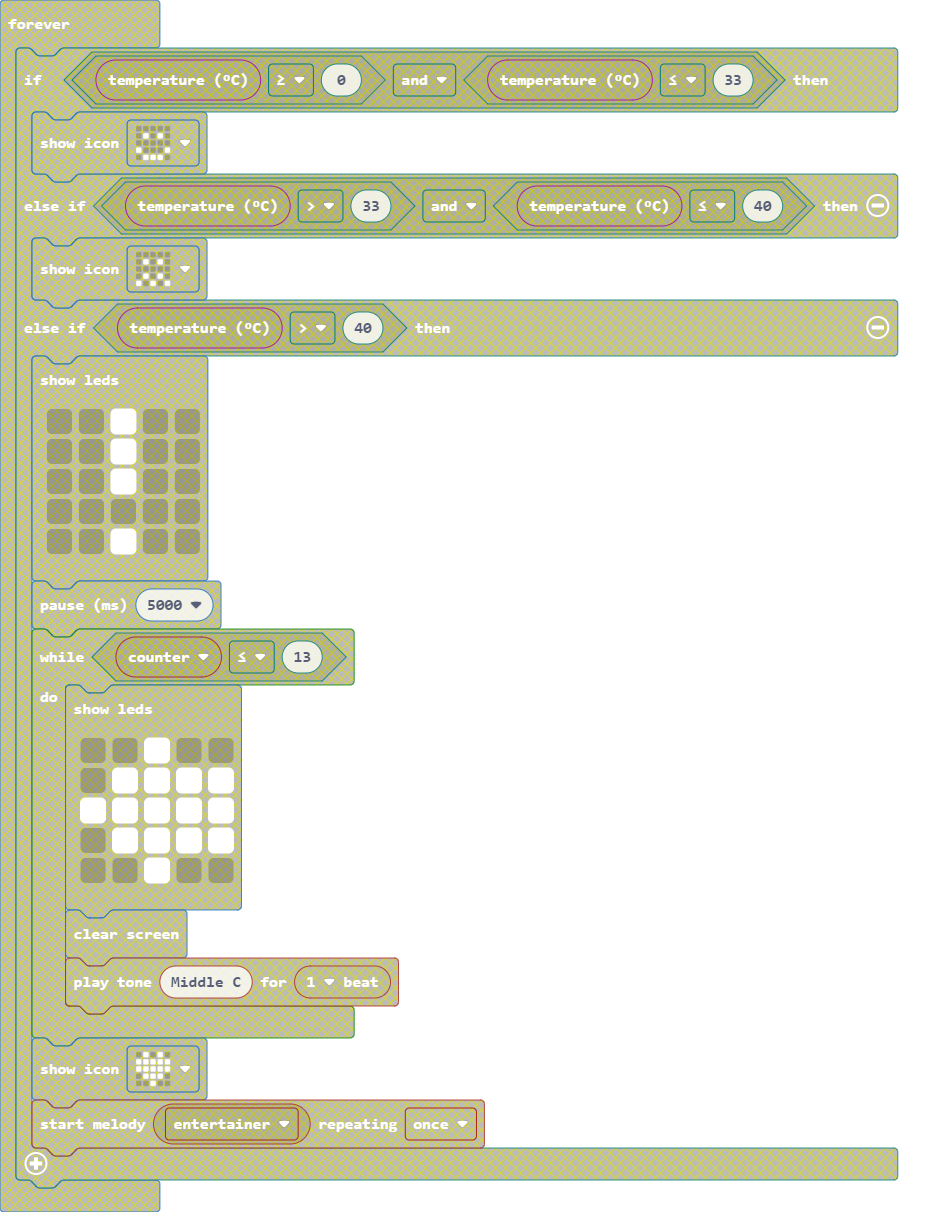 forever
if temperature (ºC) ≥ 0 and temperature (ºC) ≤ 33 then
show icon
else if temperature (ºC) > 33 and temperature (ºC) ≤ 40 then
show icon
else if temperature (ºC) > 40 then
show leds
pause (ms) 5000
while counter ≤ 13
do
show leds
clear screen
play tone Middle C for 1 beat
show icon
start melody entertainer repeating once